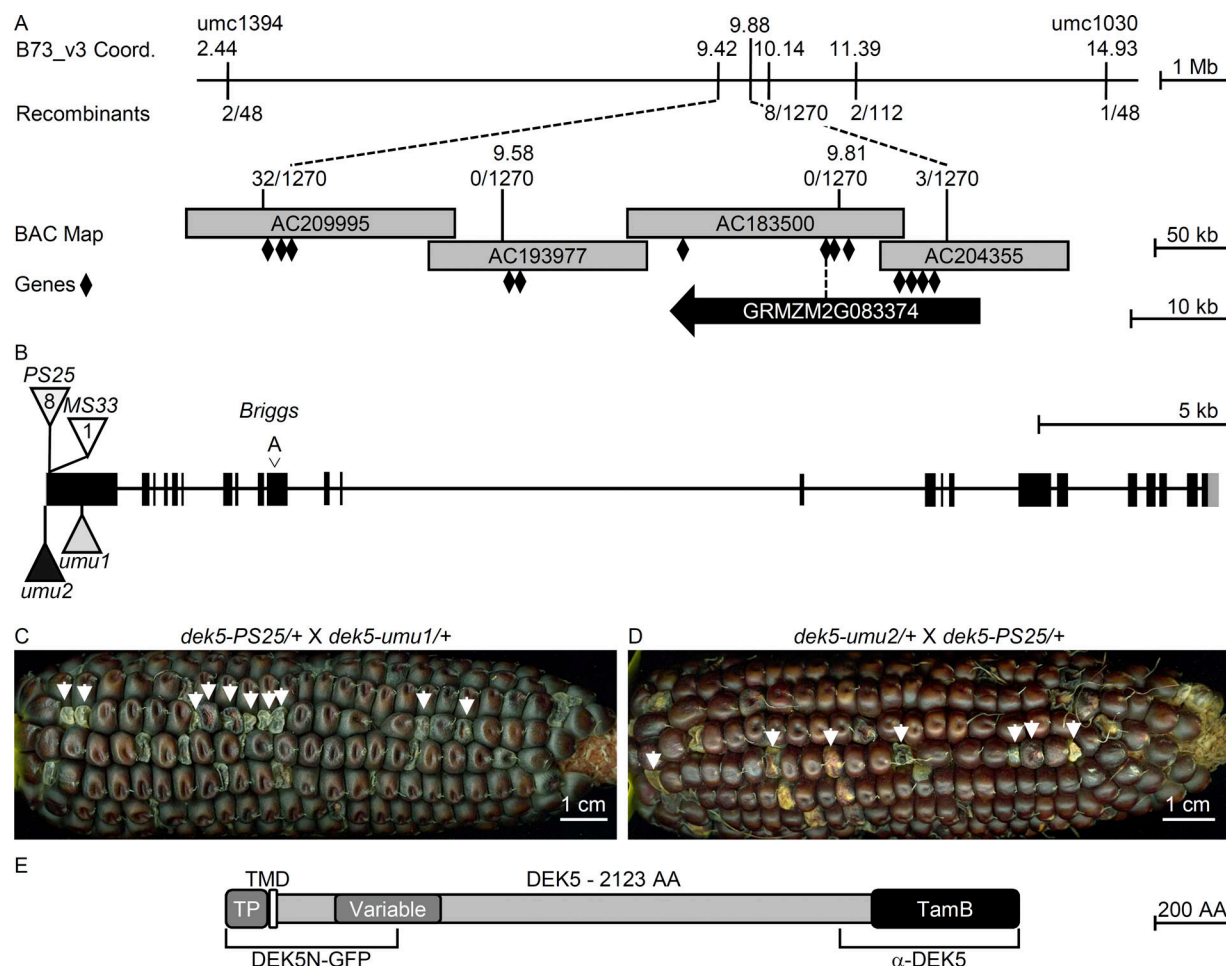 A
umc1394
9.88
umc1030
B73_v3 Coord.
2.44
9.42
10.14
11.39
14.93
1 Mb
Recombinants
2/48
8/1270
2/112
1/48
9.58
9.81
32/1270
0/1270
0/1270
3/1270
BAC Map
AC209995
AC183500
50 kb
AC193977
AC204355
Genes
GRMZM2G083374
10 kb
B
PS25
8
MS33
1
Briggs
A
5 kb
umu1
umu2
C
dek5-PS25/+ X dek5-umu1/+
D
dek5-umu2/+ X dek5-PS25/+
1 cm
1 cm
E
TMD
DEK5 - 2123 AA
TP
Variable
TamB
200 AA
DEK5N-GFP
α-DEK5